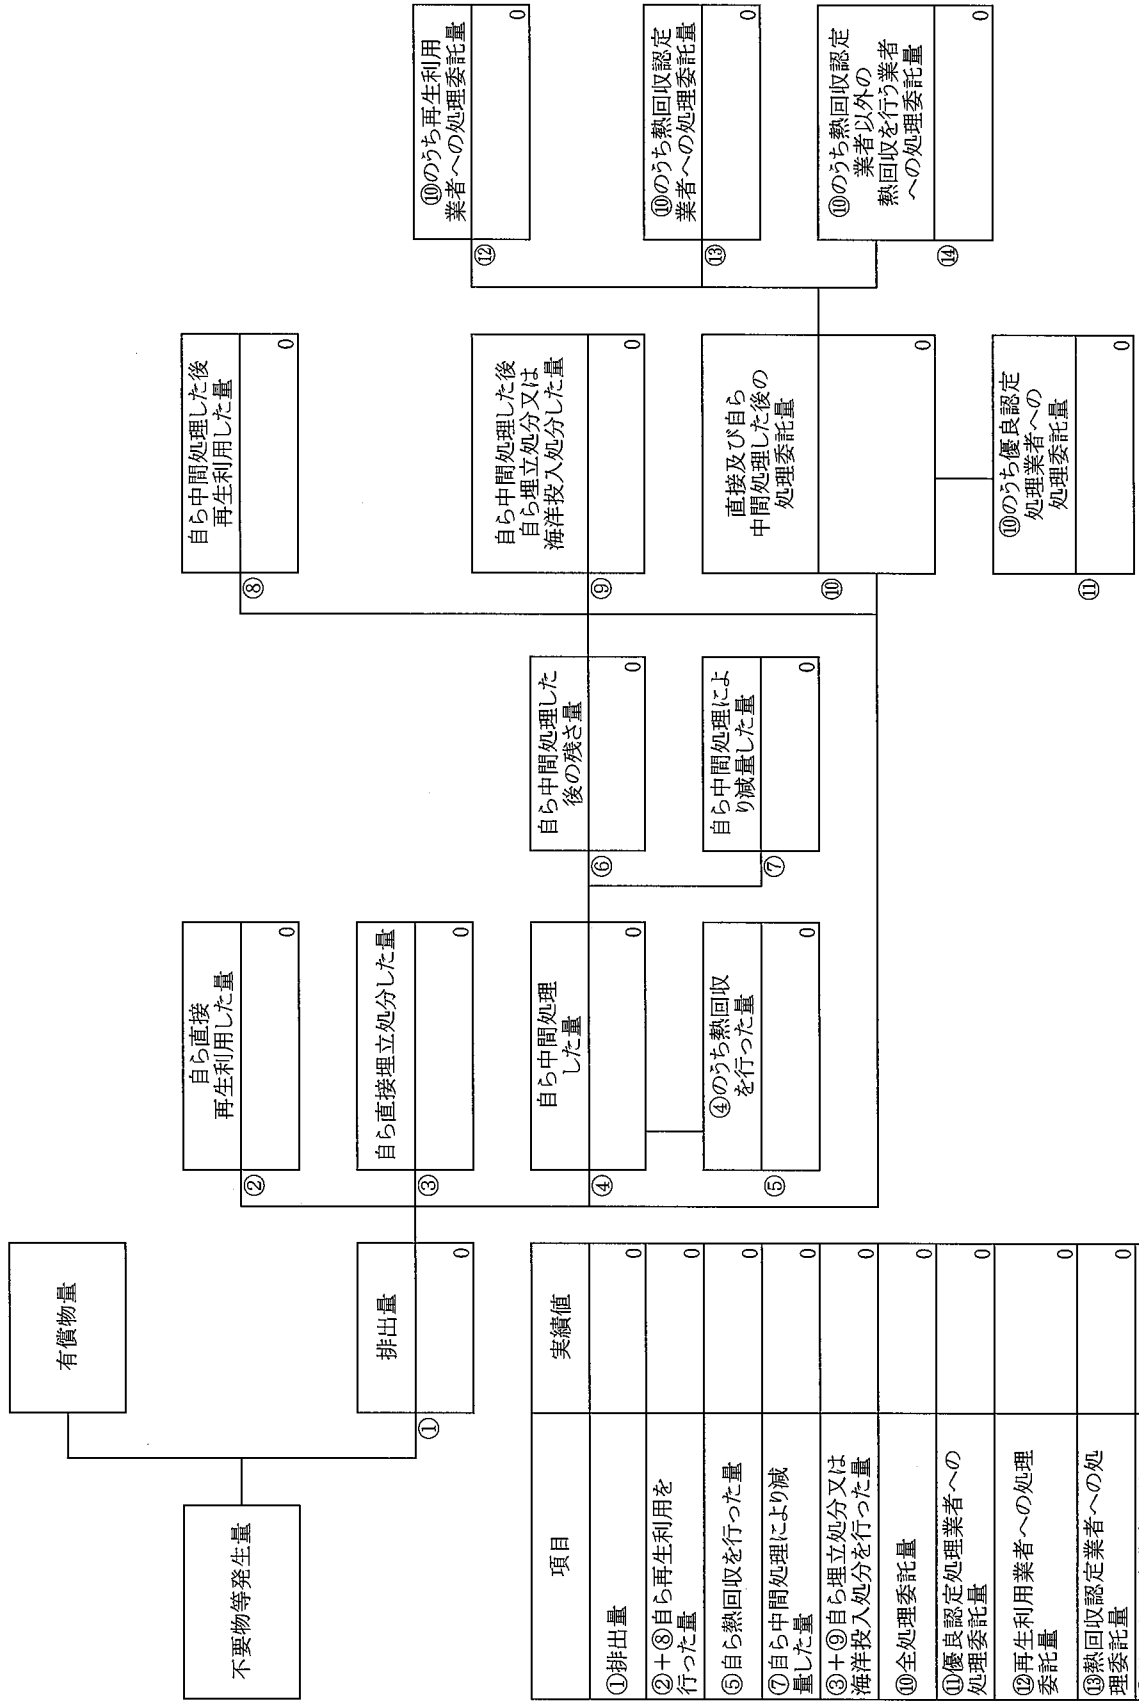 不要物等発生量
有償物量
①
排出量
0
②
自ら直接
再生利用した量
0
③
自ら直接埋立処分した量
0
④
自ら中間処理
した量
0
⑤
④のうち熱回収
を行った量
0
⑥
自ら中間処理した
後の残さ量
0
⑦
自ら中間処理によ
り減量した量
0
⑧
自ら中間処理した後
再生利用した量
0
⑨
自ら中間処理した後
自ら埋立処分又は
海洋投入処分した量
0
⑩
直接及び自ら
中間処理した後の
処理委託量
0
⑪
⑩のうち優良認定
処理業者への
処理委託量
0
⑫
⑩のうち再生利用
業者への処理委託量
0
⑬
⑩のうち熱回収認定
業者への処理委託量
0
⑭
⑩のうち熱回収認定
業者以外の
熱回収を行う業者
への処理委託量
0
項目
実績値
①排出量
0
②+⑧自ら再生利用を
行った量
0
⑤自ら熱回収を行った量
0
⑦自ら中間処理により減
量した量
0
③+⑨自ら埋立処分又は
海洋投入処分を行った量
0
⑩全処理委託量
0
⑪優良認定処理業者への
処理委託量
0
⑫再生利用業者への処理
委託量
0
⑬熱回収認定業者への処
理委託量
0